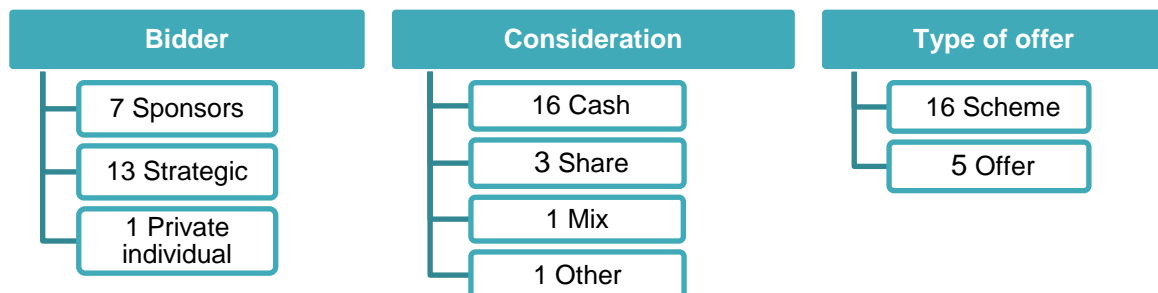 Bidder
7 Sponsors
13 Strategic
1 Private
individual
Consideration
16 Cash
3 Share
1 Mix
1 Other
Type of offer
16 Scheme
5 Offer